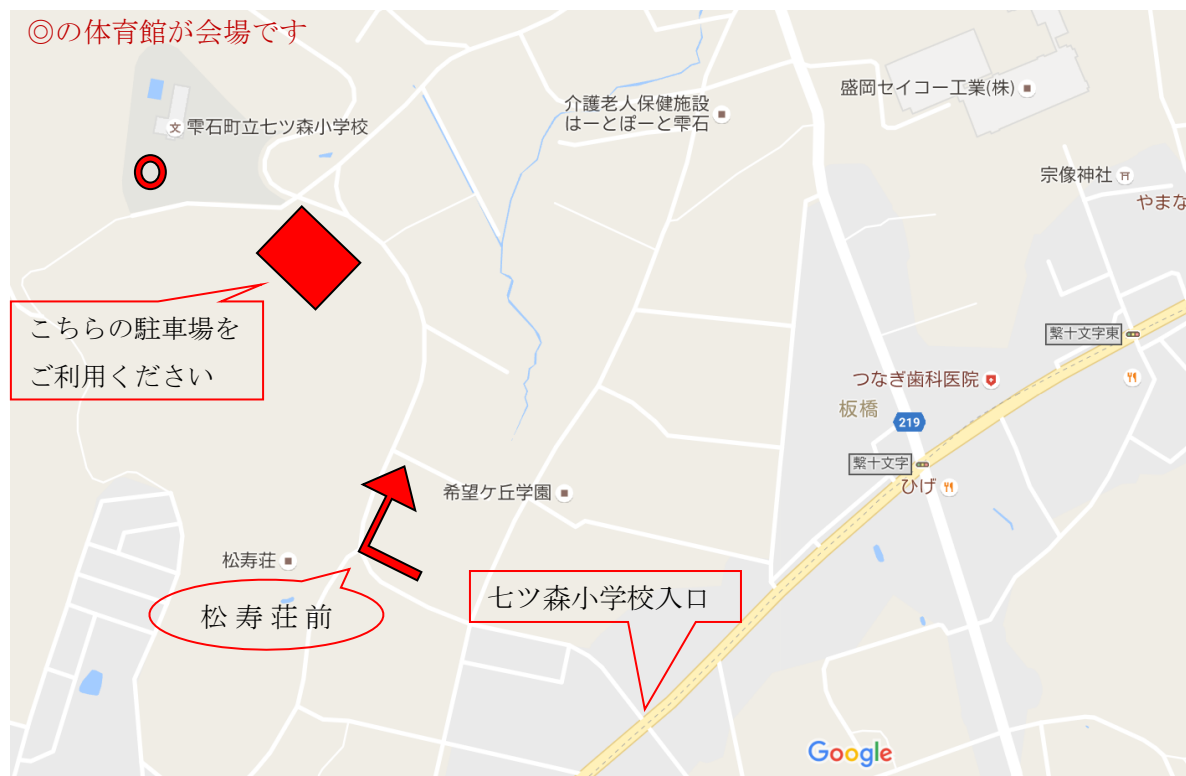 ◎の体育館が会場です
盛岡セイコー工業(株)
介護老人保健施設
はーとぽーと雫石
文
雫石町立七ツ森小学校
宗像神社
やまな
こちらの駐車場を
ご利用ください
繋十文字東
つなぎ歯科医院
板橋
219
繋十文字
ひげ
希望ケ丘学園
松寿荘
松寿荘前
七ツ森小学校入口
Google